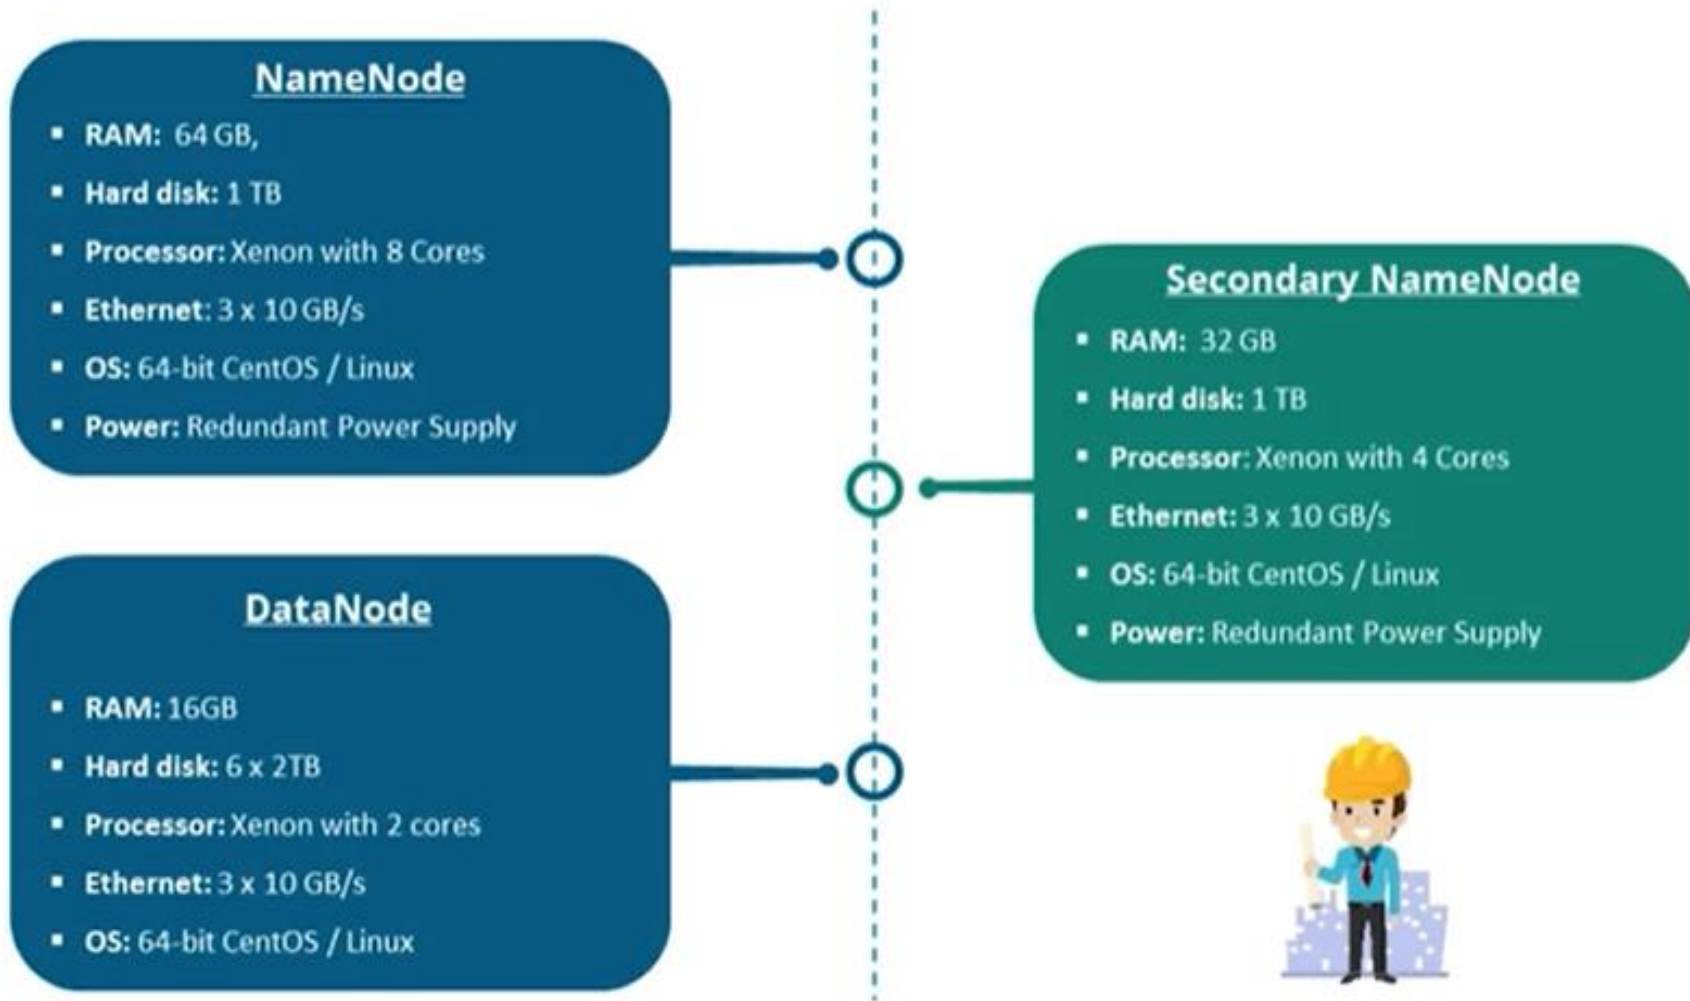 NameNode
▪ RAM: 64 GB,
▪ Hard disk: 1 TB
▪ Processor: Xenon with 8 Cores
▪ Ethernet: 3 x 10 GB/s
▪ OS: 64-bit CentOS / Linux
▪ Power: Redundant Power Supply
Secondary NameNode
▪ RAM: 32 GB
▪ Hard disk: 1 TB
▪ Processor: Xenon with 4 Cores
▪ Ethernet: 3 x 10 GB/s
▪ OS: 64-bit CentOS / Linux
▪ Power: Redundant Power Supply
DataNode
▪ RAM: 16GB
▪ Hard disk: 6 x 2TB
▪ Processor: Xenon with 2 cores
▪ Ethernet: 3 x 10 GB/s
▪ OS: 64-bit CentOS / Linux